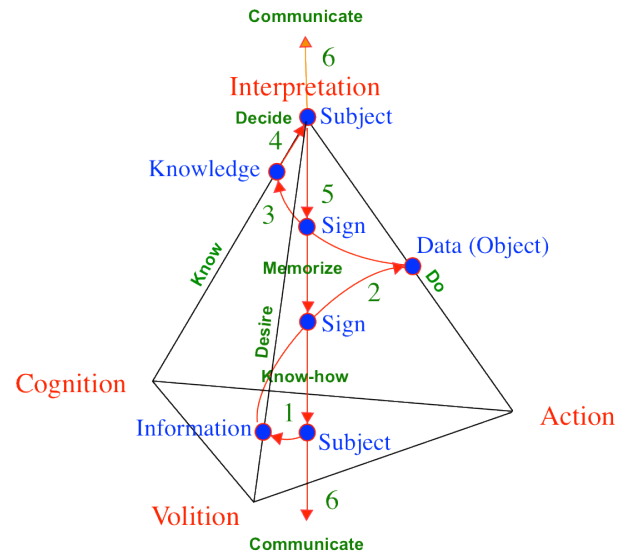 Communicate
6
Interpretation
Decide
Subject
4
Knowledge
5
3
Sign
Data (Object)
Know
Memorize
Do
2
Desire
Sign
Know-how
Cognition
1
Action
Information
Subject
6
Volition
Communicate